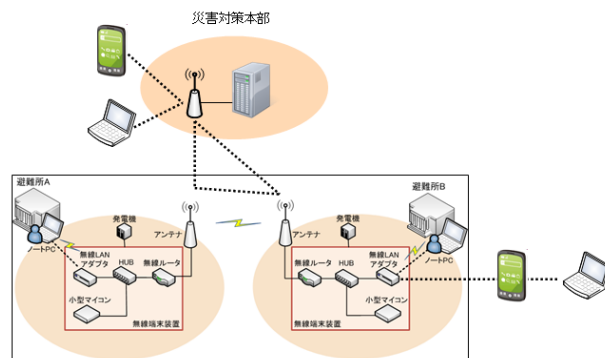 災害対策本部
避難所A
ノートPC
発電機
アンテナ
無線LAN
アダプタ
HUB
無線ルータ
小型マイコン
無線端末装置
避難所B
ノートPC
発電機
アンテナ
無線ルータ
HUB
無線LAN
アダプタ
小型マイコン
無線端末装置